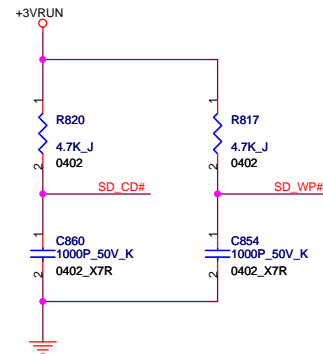 +3VRUN
1 1
R820 R817
4.7K_J 4.7K_J
2 2
0402 0402
SD_CD# SD_WP#
1 1
C860 C854
1000P_50V_K 1000P_50V_K
2 2
0402_X7R 0402_X7R